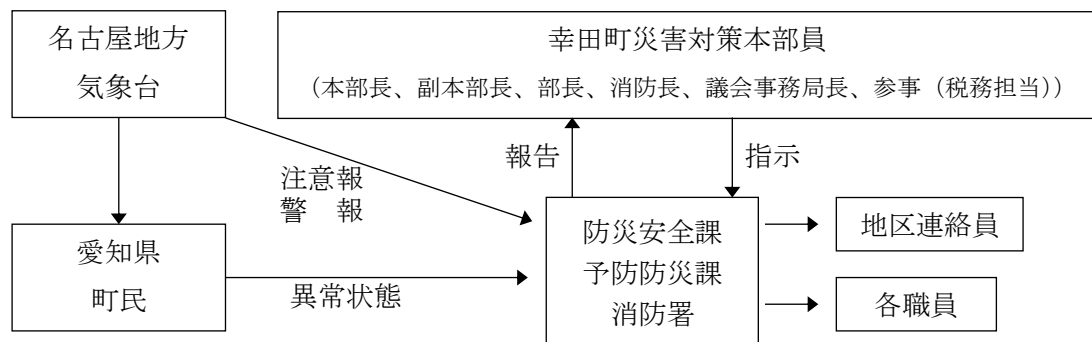 名古屋地方
気象台
幸田町災害対策本部員
（本部長、副本部長、部長、消防長、議会事務局長、参事（税務担当））
報告
指示
注意報
警　報
愛知県
町民
異常状態
防災安全課
予防防災課
消防署
地区連絡員
各職員